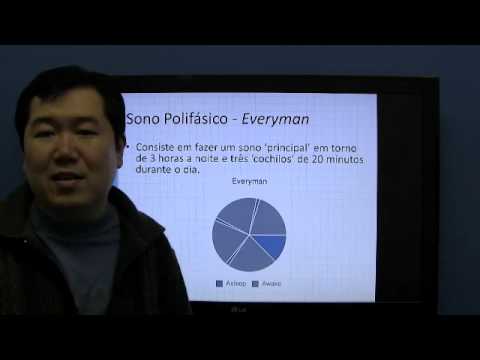 Sono Polifásico - Everyman
• Consiste em fazer um sono 'principal' em torno
de 3 horas a noite e três 'cochilos' de 20 minutos
durante o dia.
Everyman
Asleep Awake
LG